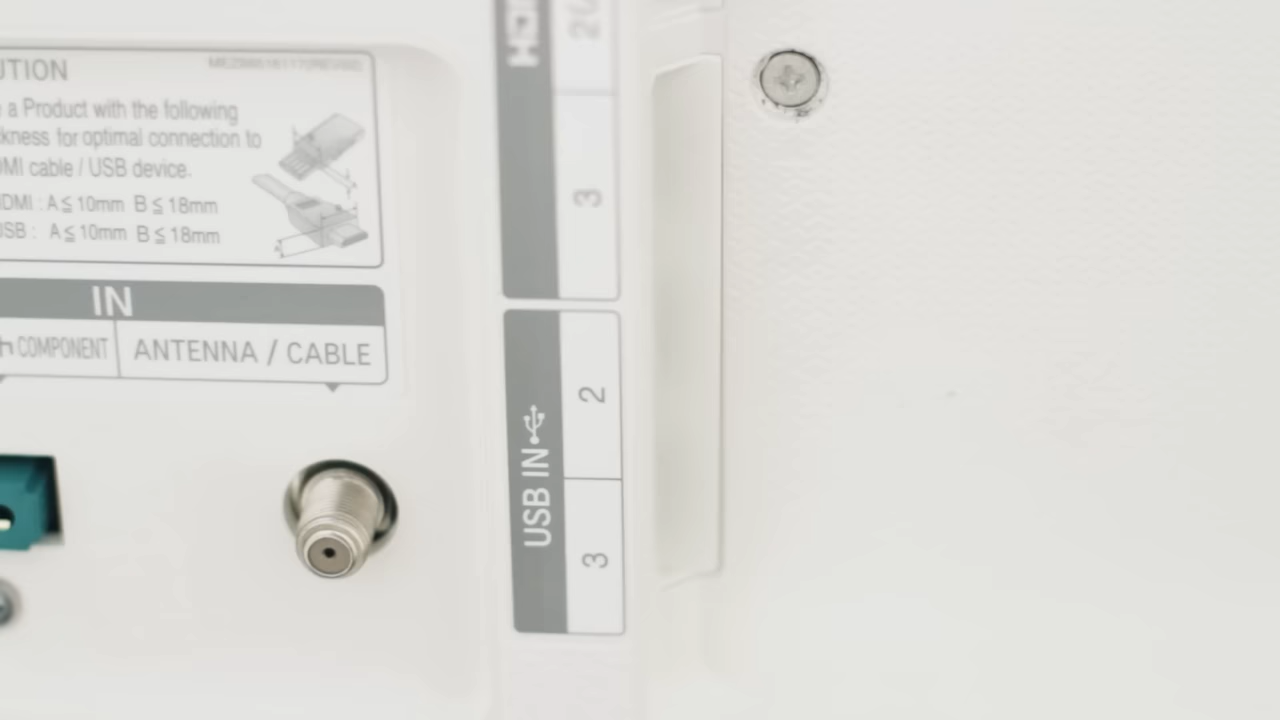 UTION
a Product with the following
kness for optimal connection to
MI cable / USB device.
DMI : A ≤ 10mm B ≤ 18mm
SB : A ≤ 10mm B ≤ 18mm
IN
COMPONENT
ANTENNA / CABLE
3
USB IN
2
3